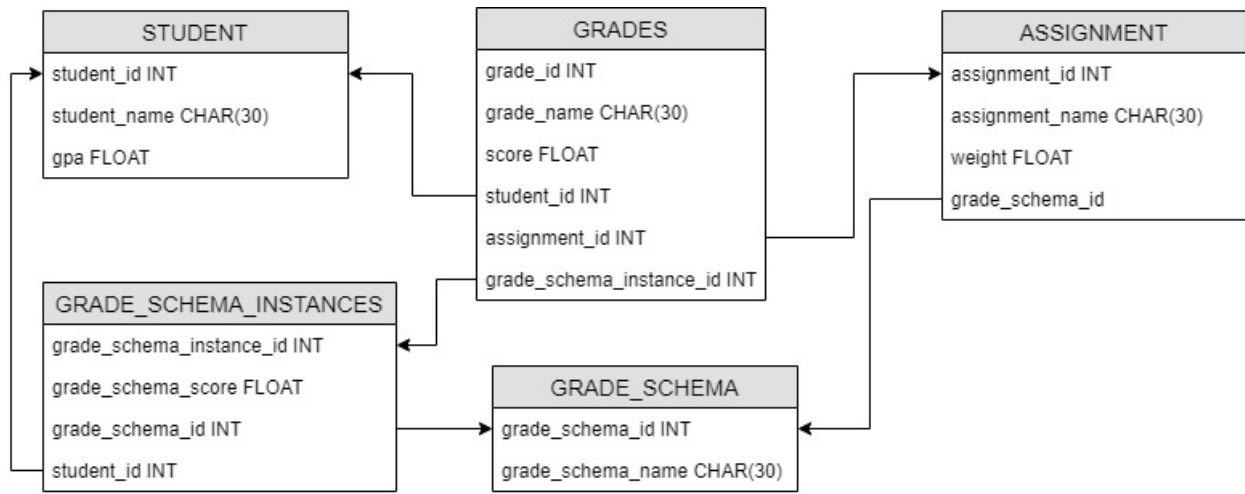 STUDENT
student_id INT
student_name CHAR(30)
gpa FLOAT
GRADES
grade_id INT
grade_name CHAR(30)
score FLOAT
student_id INT
assignment_id INT
grade_schema_instance_id INT
ASSIGNMENT
assignment_id INT
assignment_name CHAR(30)
weight FLOAT
grade_schema_id
GRADE_SCHEMA_INSTANCES
grade_schema_instance_id INT
grade_schema_score FLOAT
grade_schema_id INT
student_id INT
GRADE_SCHEMA
grade_schema_id INT
grade_schema_name CHAR(30)